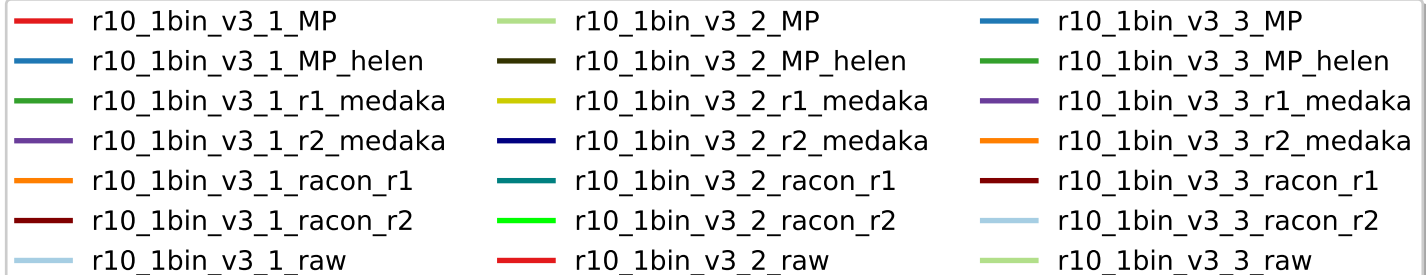 r10_1bin_v3_1_MP
r10_1bin_v3_1_MP_helen
r10_1bin_v3_1_r1_medaka
r10_1bin_v3_1_r2_medaka
r10_1bin_v3_1_racon_r1
r10_1bin_v3_1_racon_r2
r10_1bin_v3_1_raw
r10_1bin_v3_2_MP
r10_1bin_v3_2_MP_helen
r10_1bin_v3_2_r1_medaka
r10_1bin_v3_2_r2_medaka
r10_1bin_v3_2_racon_r1
r10_1bin_v3_2_racon_r2
r10_1bin_v3_2_raw
r10_1bin_v3_3_MP
r10_1bin_v3_3_MP_helen
r10_1bin_v3_3_r1_medaka
r10_1bin_v3_3_r2_medaka
r10_1bin_v3_3_racon_r1
r10_1bin_v3_3_racon_r2
r10_1bin_v3_3_raw